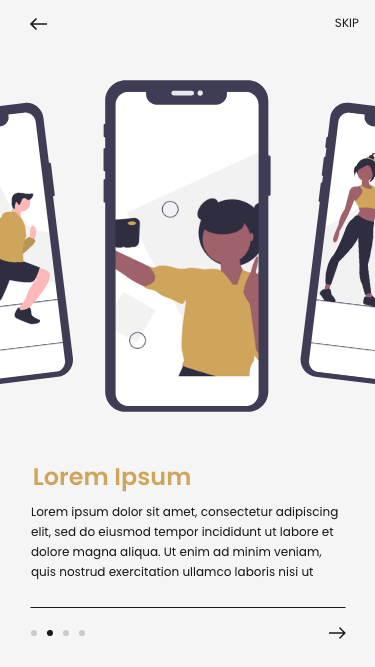 SKIP
Lorem Ipsum
Lorem ipsum dolor sit amet, consectetur adipiscing
elit, sed do eiusmod tempor incididunt ut labore et
dolore magna aliqua. Ut enim ad minim veniam,
quis nostrud exercitation ullamco laboris nisi ut